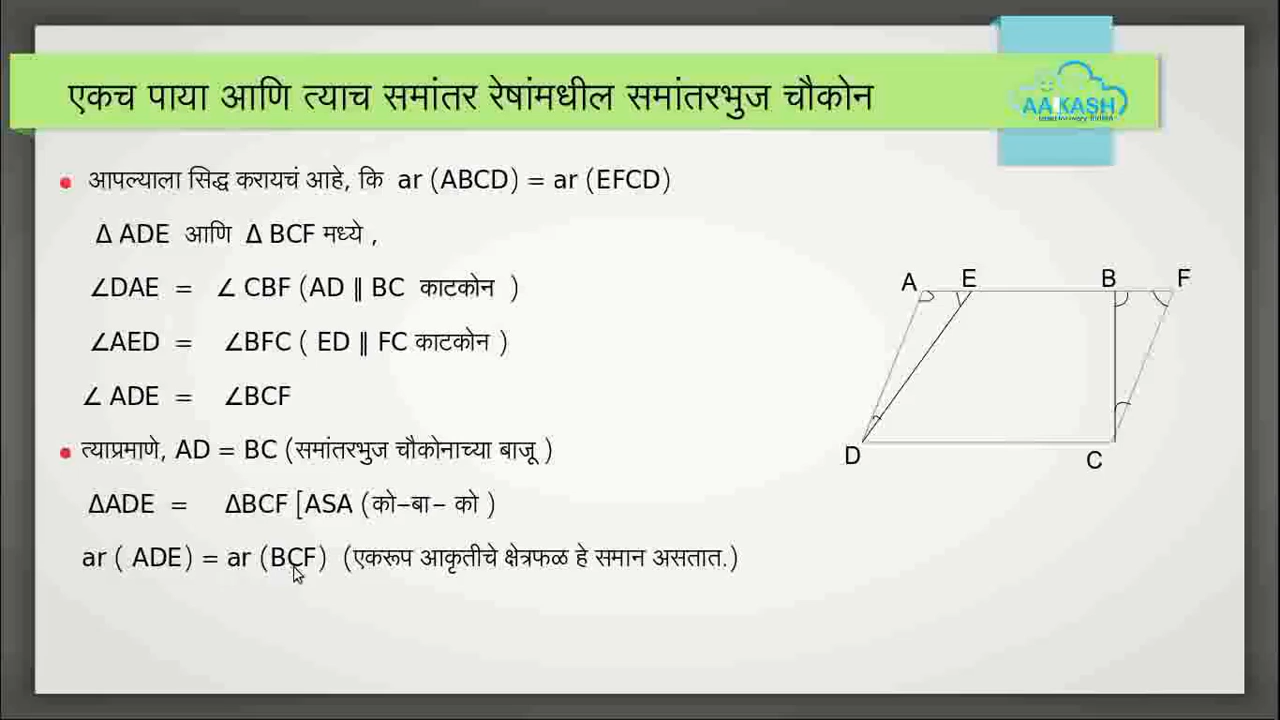 एकच पाया आणि त्याच समांतर रेषांमधील समांतरभुज चौकोन
AAKASH
आपल्याला सिद्ध करायचं आहे, कि ar (ABCD) = ar (EFCD)
Δ ADE आणि Δ BCF मध्ये ,
∠DAE = ∠ CBF (AD ∥ BC काटकोन )
∠AED = ∠BFC ( ED ∥ FC काटकोन )
∠ ADE = ∠BCF
त्याप्रमाणे, AD = BC (समांतरभुज चौकोनाच्या बाजू )
ΔADE = ΔBCF [ASA (को-बा- को )
ar ( ADE) = ar (BCF) (एकरूप आकृतीचे क्षेत्रफळ हे समान असतात.)
A E B F
D C